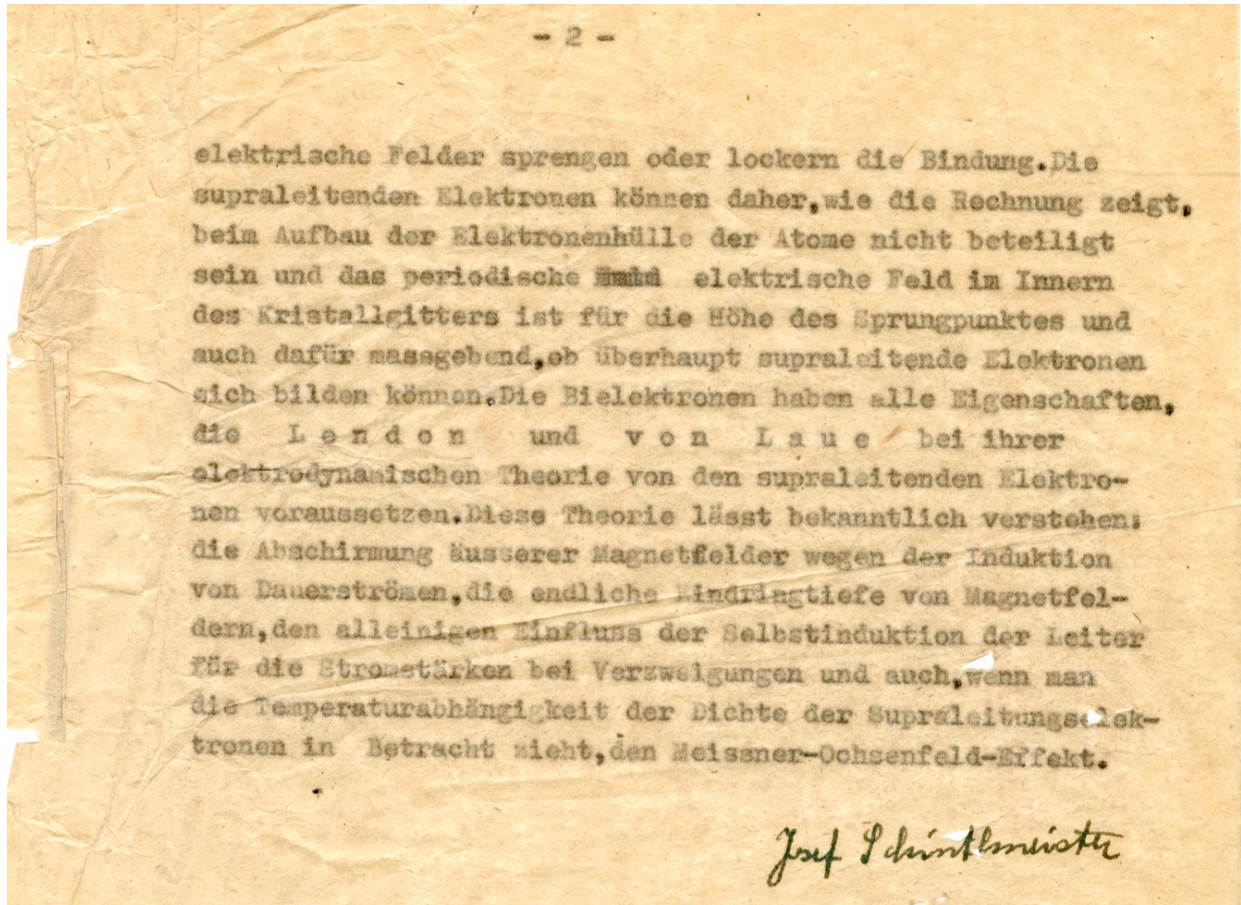 - 2 -
elektrische Felder sprengen oder lockern die Bindung.Die
supraleitenden Elektronen können daher,wie die Rechnung zeigt,
beim Aufbau der Elektronenhülle der Atome nicht beteiligt
sein und das periodische elektrische Feld im Innern
des Kristallgitters ist für die Höhe des Sprungpunktes und
auch dafür massgebend,ob überhaupt supraleitende Elektronen
sich bilden können.Die Bielektronen haben alle Eigenschaften,
die L o n d o n und v o n L a u e bei ihrer
elektrodynamischen Theorie von den supraleitenden Elektro-
nen voraussetzen.Diese Theorie lässt bekanntlich verstehen:
die Abschirmung äusserer Magnetfelder wegen der Induktion
von Dauerströmen,die endliche Eindringtiefe von Magnetfel-
dern,den alleinigen Einfluss der Selbstinduktion der Leiter
für die Stromstärken bei Verzweigungen und auch,wenn man
die Temperaturabhängigkeit der Dichte der Supraleitungselek-
tronen in Betracht zieht,den Meissner-Ochsenfeld-Effekt.
Josef Schintlmeister